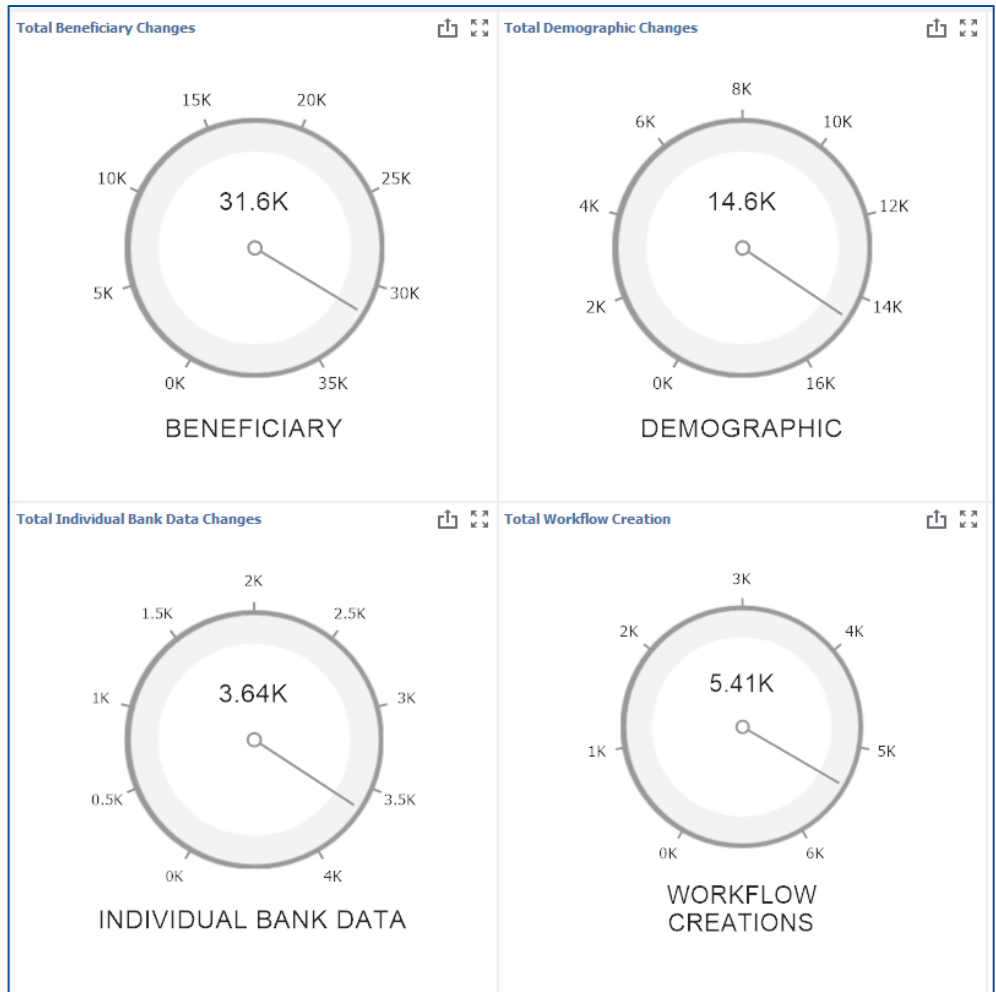 Total Beneficiary Changes
15K
20K
10K
25K
31.6K
5K
30K
0K
35K
BENEFICIARY
Total Demographic Changes
8K
6K
10K
4K
12K
14.6K
2K
14K
0K
16K
DEMOGRAPHIC
Total Individual Bank Data Changes
2K
1.5K
2.5K
1K
3K
3.64K
0.5K
3.5K
0K
4K
INDIVIDUAL BANK DATA
Total Workflow Creation
3K
2K
4K
5.41K
1K
5K
0K
6K
WORKFLOW
CREATIONS